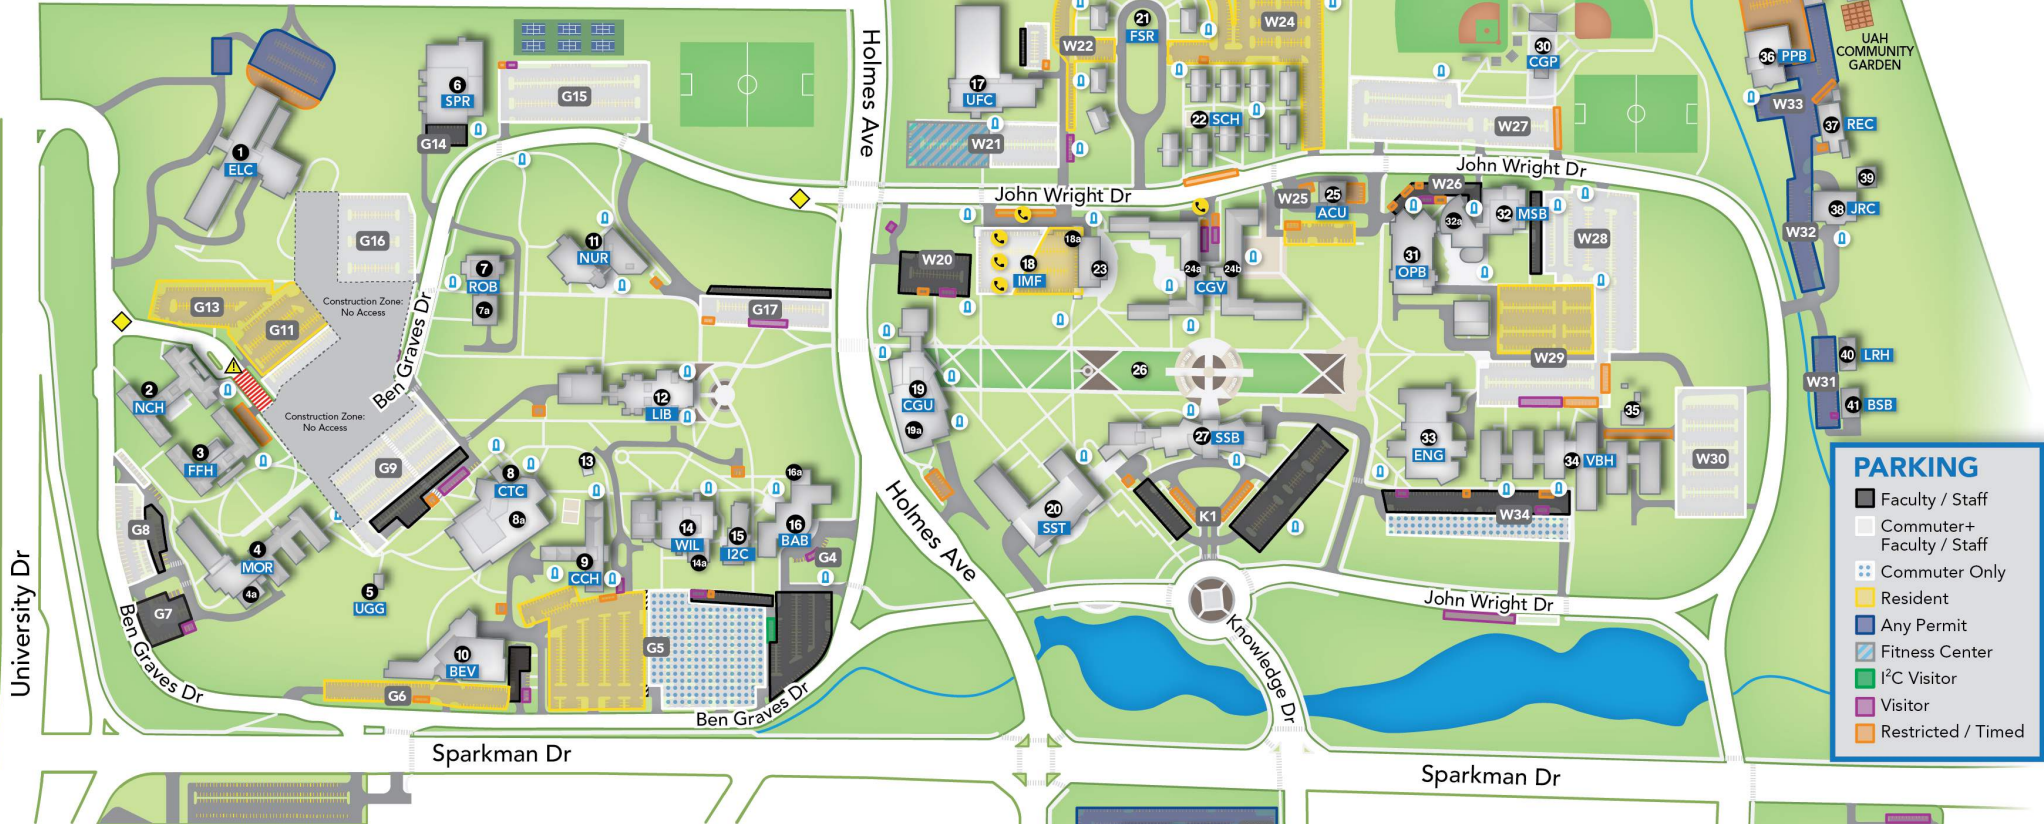 1
ELC
6
SPR
G14
G15
Holmes Ave
17
UFC
W21
W22
21
FSR
W24
22 SCH
30
CGP
W27
36 PPB
UAH
COMMUNITY
GARDEN
W33
37 REC
39
38 JRC
W32
John Wright Dr
John Wright Dr
G16
G13
G11
Construction Zone:
No Access
Construction Zone:
No Access
Ben Graves Dr
7
ROB
7a
11
NUR
G17
W20
18
IMF
18a
23
24a
24b
CGV
W25
25
ACU
W26
31
OPB
32a
32 MSB
W28
W29
2
NCH
3
FFH
G9
12
LIB
19
CGU
19a
26
27 SSB
33
ENG
35
34 VBH
W30
40 LRH
W31
41 BSB
8
CTC
8a
13
16a
16
BAB
14
WIL
14a
15
I2C
9
CCH
G4
20
SST
K1
W34
G8
4
MOR
4a
5
UGG
G7
10
BEV
G6
G5
University Dr
Ben Graves Dr
Ben Graves Dr
Holmes Ave
Knowledge Dr
John Wright Dr
Sparkman Dr
Sparkman Dr
PARKING
Faculty / Staff
Commuter+
Faculty / Staff
Commuter Only
Resident
Any Permit
Fitness Center
I²C Visitor
Visitor
Restricted / Timed